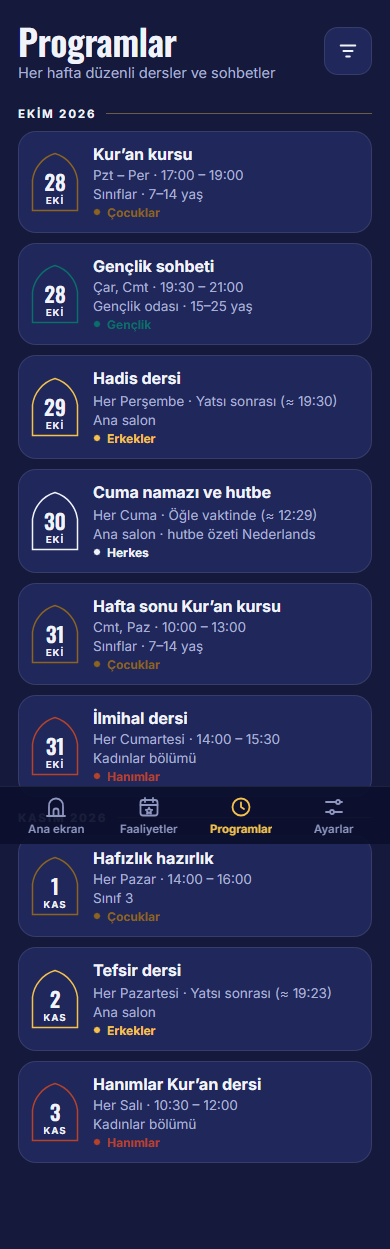 Programlar
Her hafta düzenli dersler ve sohbetler
EKİM 2026
28
EKİ
Kur’an kursu
Pzt – Per · 17:00 – 19:00
Sınıflar · 7–14 yaş
Çocuklar
28
EKİ
Gençlik sohbeti
Çar, Cmt · 19:30 – 21:00
Gençlik odası · 15–25 yaş
Gençlik
29
EKİ
Hadis dersi
Her Perşembe · Yatsı sonrası (≈ 19:30)
Ana salon
Erkekler
30
EKİ
Cuma namazı ve hutbe
Her Cuma · Öğle vaktinde (≈ 12:29)
Ana salon · hutbe özeti Nederlands
Herkes
31
EKİ
Hafta sonu Kur’an kursu
Cmt, Paz · 10:00 – 13:00
Sınıflar · 7–14 yaş
Çocuklar
31
EKİ
İlmihal dersi
Her Cumartesi · 14:00 – 15:30
Kadınlar bölümü
Hanımlar
KASIM 2026
Ana ekran
Faaliyetler
Programlar
Ayarlar
1
KAS
Hafızlık hazırlık
Her Pazar · 14:00 – 16:00
Sınıf 3
Çocuklar
2
KAS
Tefsir dersi
Her Pazartesi · Yatsı sonrası (≈ 19:23)
Ana salon
Erkekler
3
KAS
Hanımlar Kur’an dersi
Her Salı · 10:30 – 12:00
Kadınlar bölümü
Hanımlar